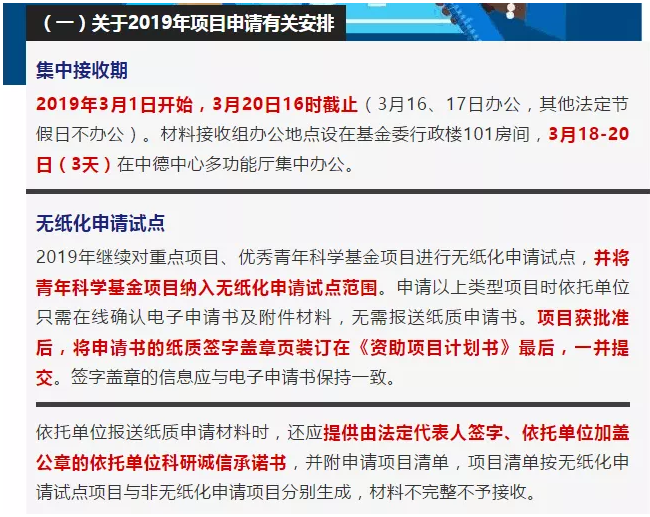 （一）关于2019年项目申请有关安排
集中接收期
2019年3月1日开始，3月20日16时截止（3月16、17日办公，其他法定节
假日不办公）。材料接收组办公地点设在基金委行政楼101房间，3月18-20
日（3天）在中德中心多功能厅集中办公。
无纸化申请试点
2019年继续对重点项目、优秀青年科学基金项目进行无纸化申请试点，并将
青年科学基金项目纳入无纸化申请试点范围。申请以上类型项目时依托单位
只需在线确认电子申请书及附件材料，无需报送纸质申请书。项目获批准
后，将申请书的纸质签字盖章页装订在《资助项目计划书》最后，一并提
交。签字盖章的信息应与电子申请书保持一致。
依托单位报送纸质申请材料时，还应提供由法定代表人签字、依托单位加盖
公章的依托单位科研诚信承诺书，并附申请项目清单，项目清单按无纸化申
请试点项目与非无纸化申请项目分别生成，材料不完整不予接收。